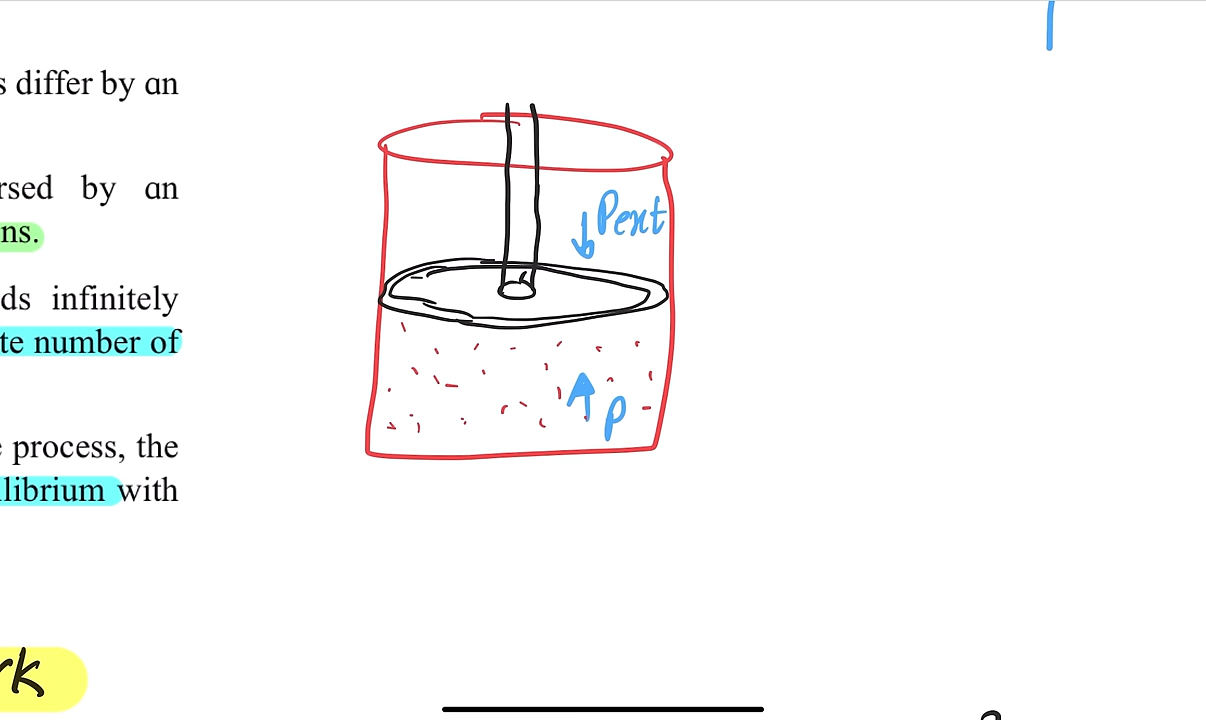 s differ by an
rsed by an
ns.
ds infinitely
te number of
process, the
librium with
rk
Pext
P